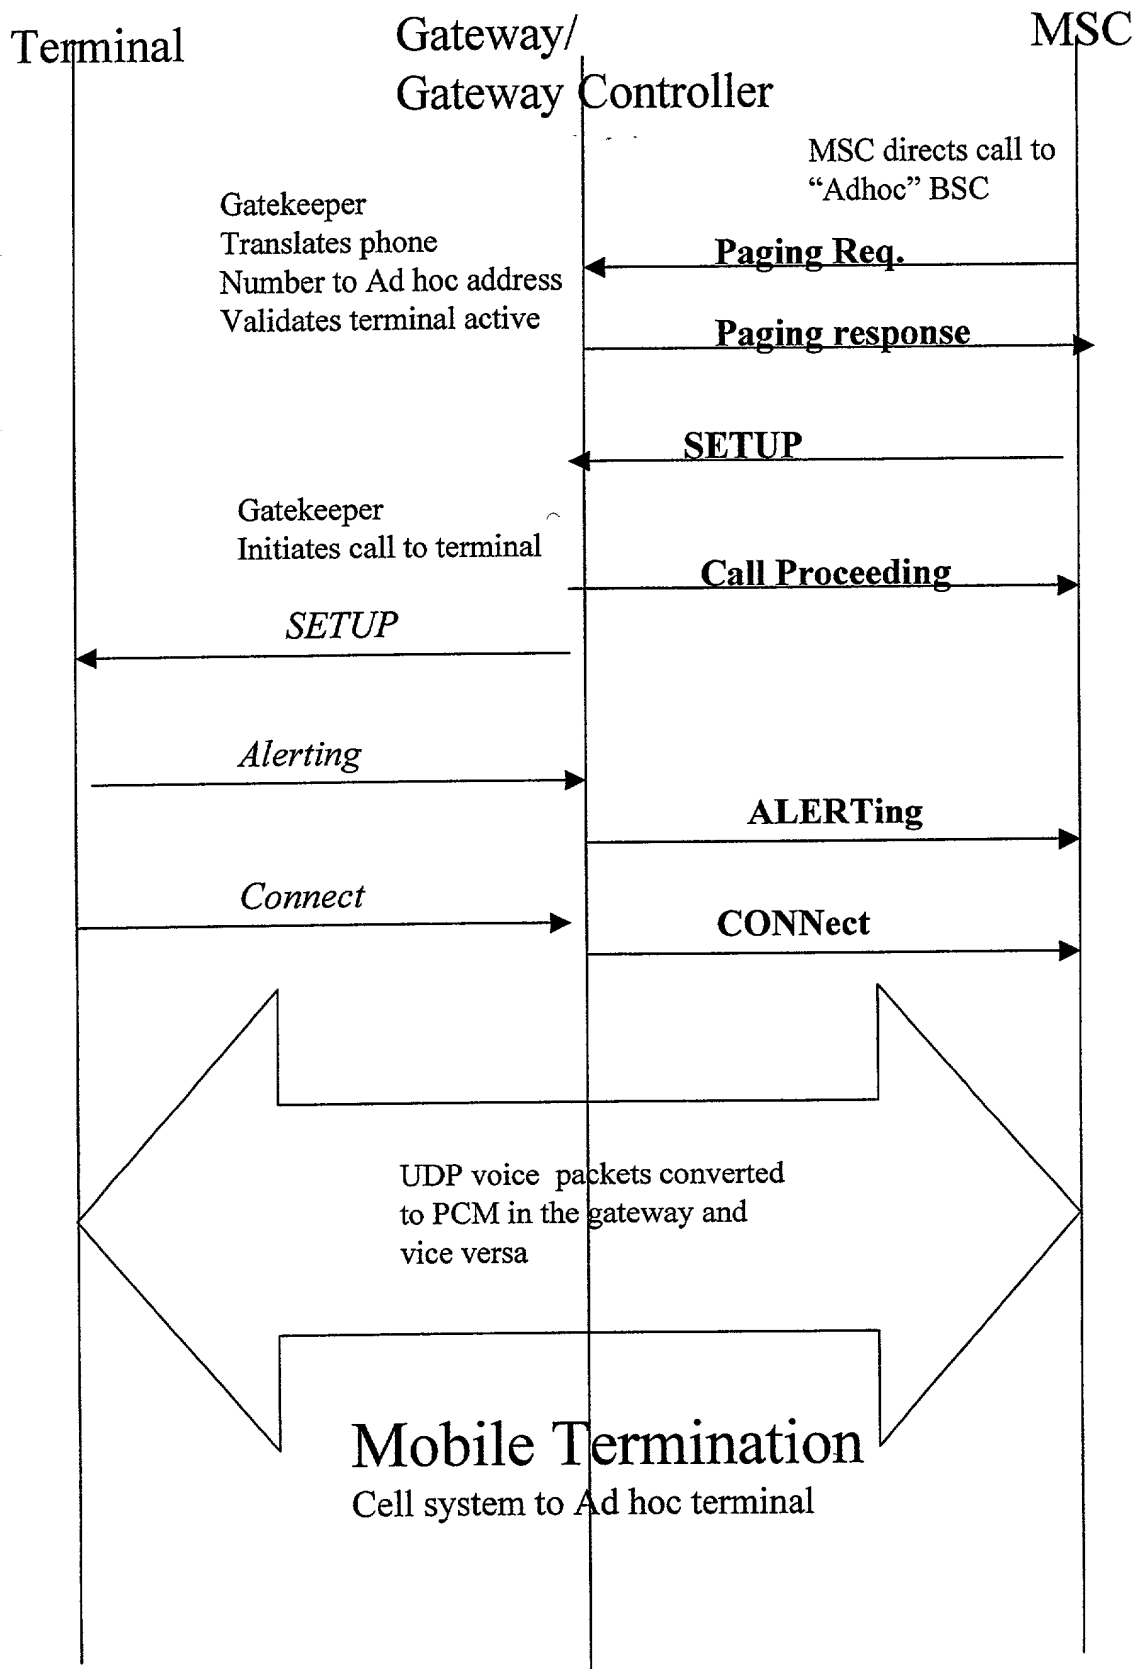 Terminal
Gateway/
Gateway Controller
MSC
MSC directs call to
“Adhoc” BSC
Gatekeeper
Translates phone
Number to Ad hoc address
Validates terminal active
Paging Req.
Paging response
SETUP
Gatekeeper
Initiates call to terminal
Call Proceeding
SETUP
Alerting
ALERTing
Connect
CONNect
UDP voice packets converted
to PCM in the gateway and
vice versa
Mobile Termination
Cell system to Ad hoc terminal